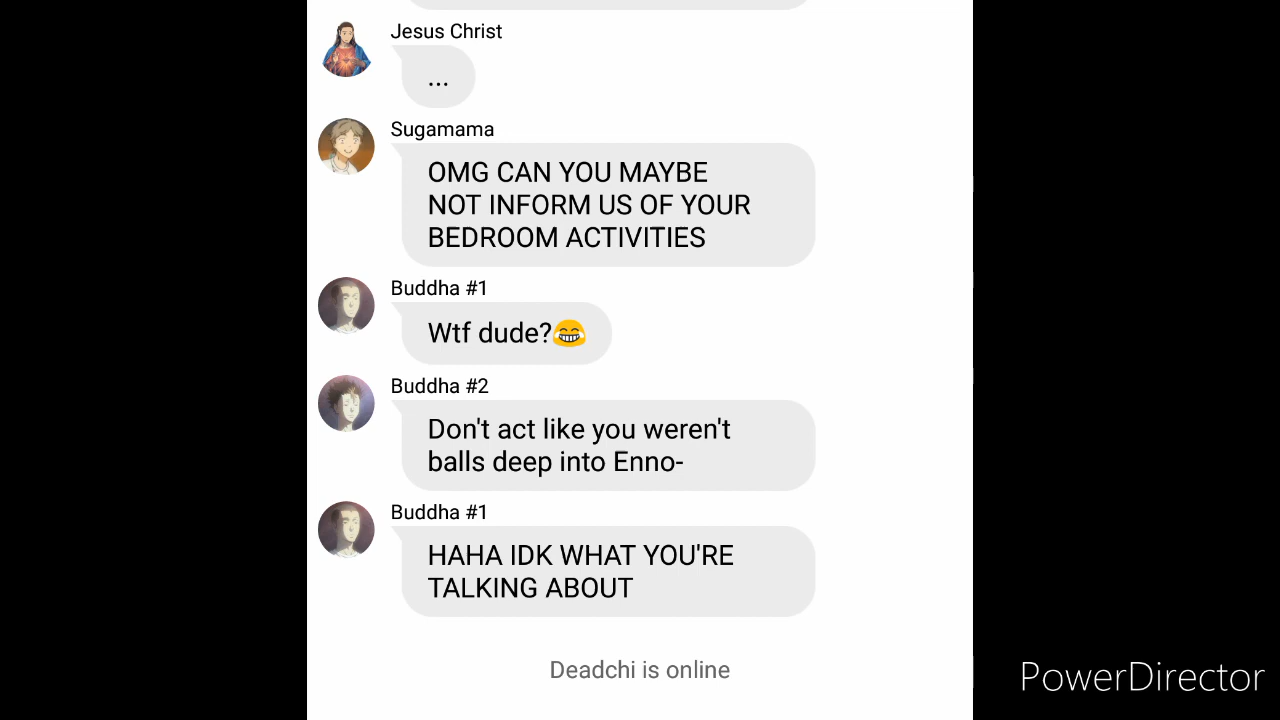 Jesus Christ
...
Sugamama
OMG CAN YOU MAYBE
NOT INFORM US OF YOUR
BEDROOM ACTIVITIES
Buddha #1
Wtf dude?😂
Buddha #2
Don't act like you weren't
balls deep into Enno-
Buddha #1
HAHA IDK WHAT YOU'RE
TALKING ABOUT
Deadchi is online
PowerDirector